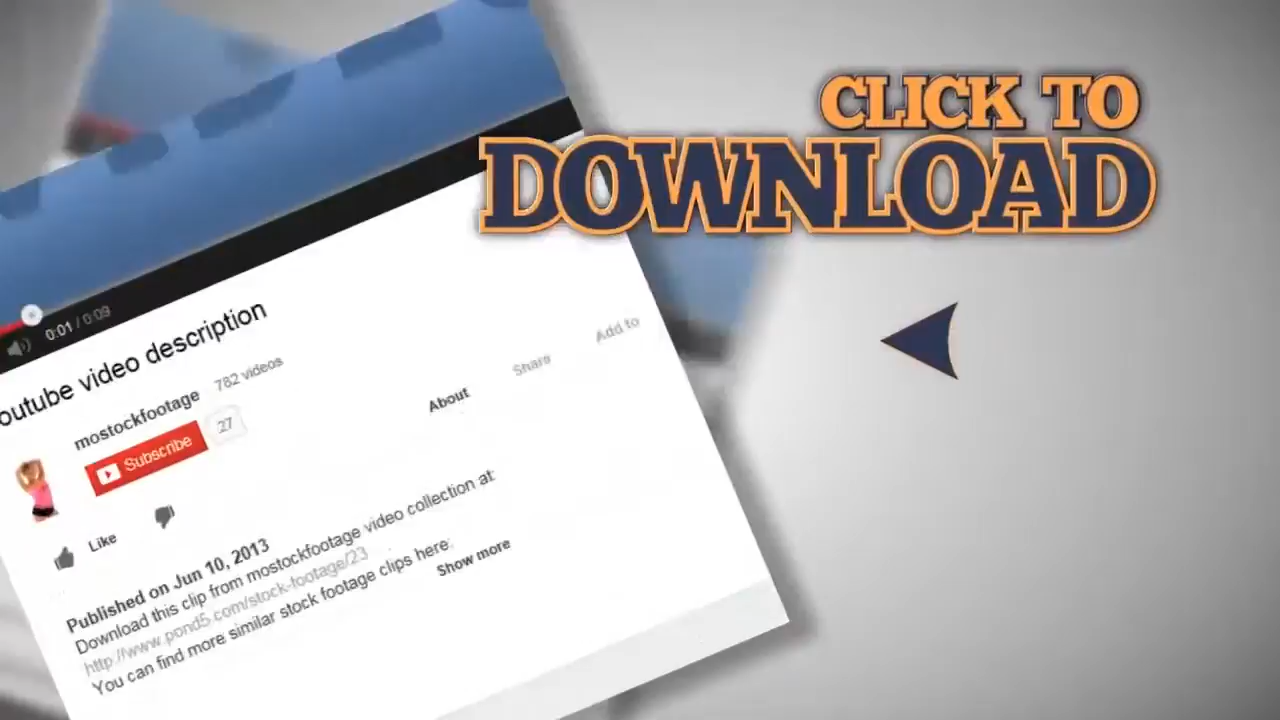 CLICK TO
DOWNLOAD
0:01 / 0:09
outube video description
mostockfootage 782 videos
Subscribe 27
About Share Add to
Like
Published on Jun 10, 2013
Download this clip from mostockfootage video collection at:
http://www.pond5.com/stock-footage/23
You can find more similar stock footage clips here:
Show more